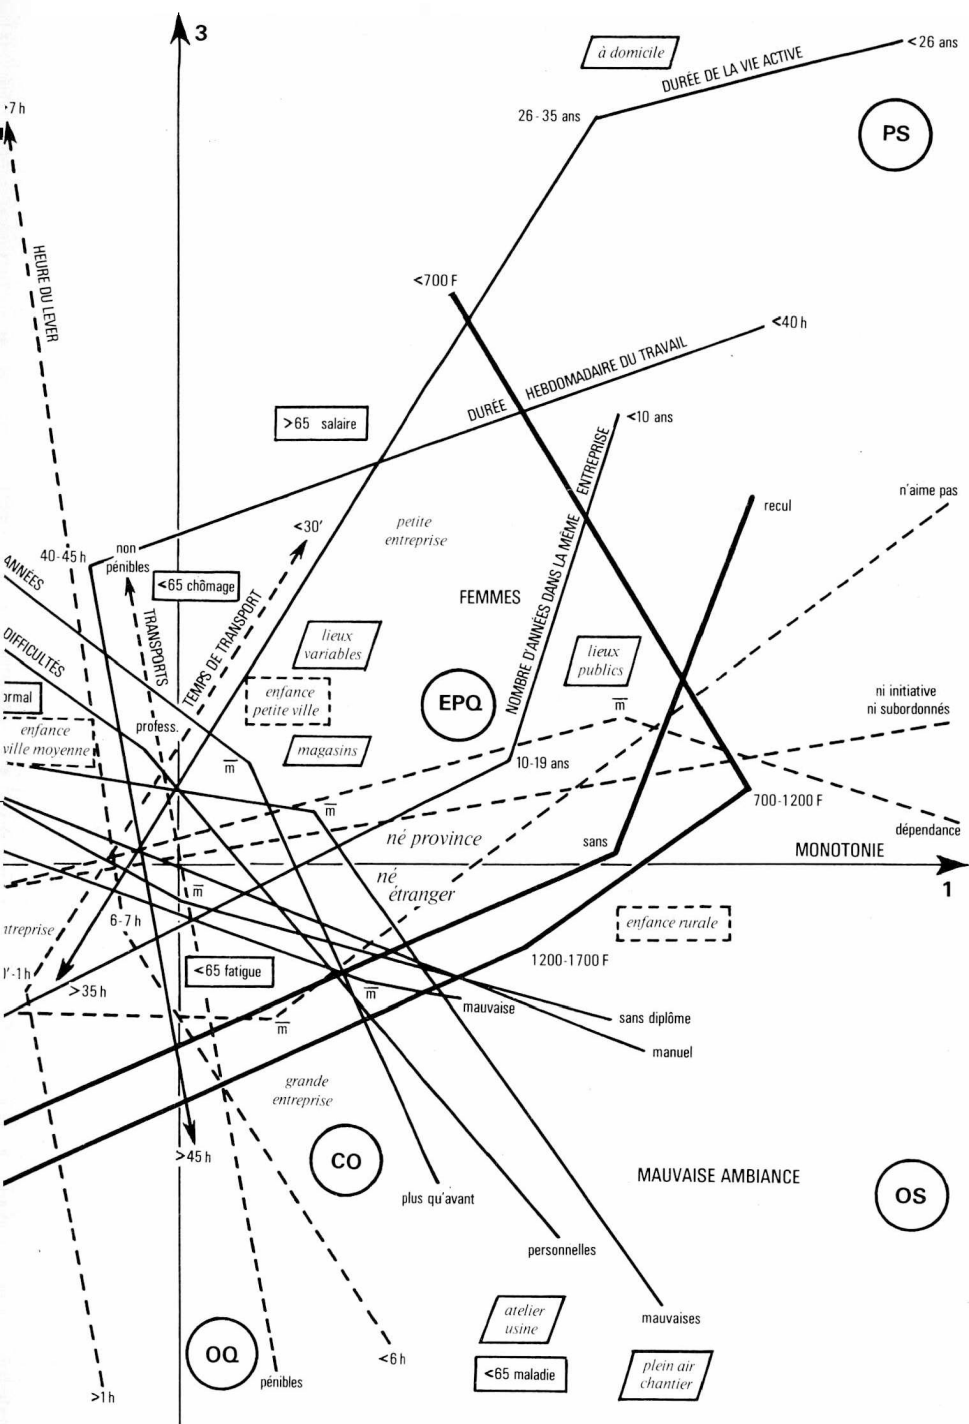 3
<26 ans
à domicile
DURÉE DE LA VIE ACTIVE
>7 h
26-35 ans
PS
HEURE DU LEVER
<700 F
<40 h
DURÉE HEBDOMADAIRE DU TRAVAIL
>65 salaire
<10 ans
n'aime pas
recul
<30'
petite
entreprise
NOMBRE D'ANNÉES DANS LA MÊME ENTREPRISE
40-45 h
non
pénibles
ANNÉES
<65 chômage
FEMMES
TRANSPORTS
TEMPS DE TRANSPORT
DIFFICULTÉS
lieux
variables
lieux
publics
enfance
petite ville
EPQ
m
ni initiative
ni subordonnés
ormal
enfance
ville moyenne
profess.
magasins
m
10-19 ans
700-1200 F
m
dépendance
né province
sans
MONOTONIE
né
étranger
1
m
6-7 h
enfance rurale
ntreprise
1200-1700 F
0'-1h
>35 h
<65 fatigue
m
mauvaise
sans diplôme
m
manuel
grande
entreprise
>45 h
CO
MAUVAISE AMBIANCE
OS
plus qu'avant
personnelles
atelier
usine
mauvaises
OQ
<6 h
<65 maladie
plein air
chantier
pénibles
>1 h